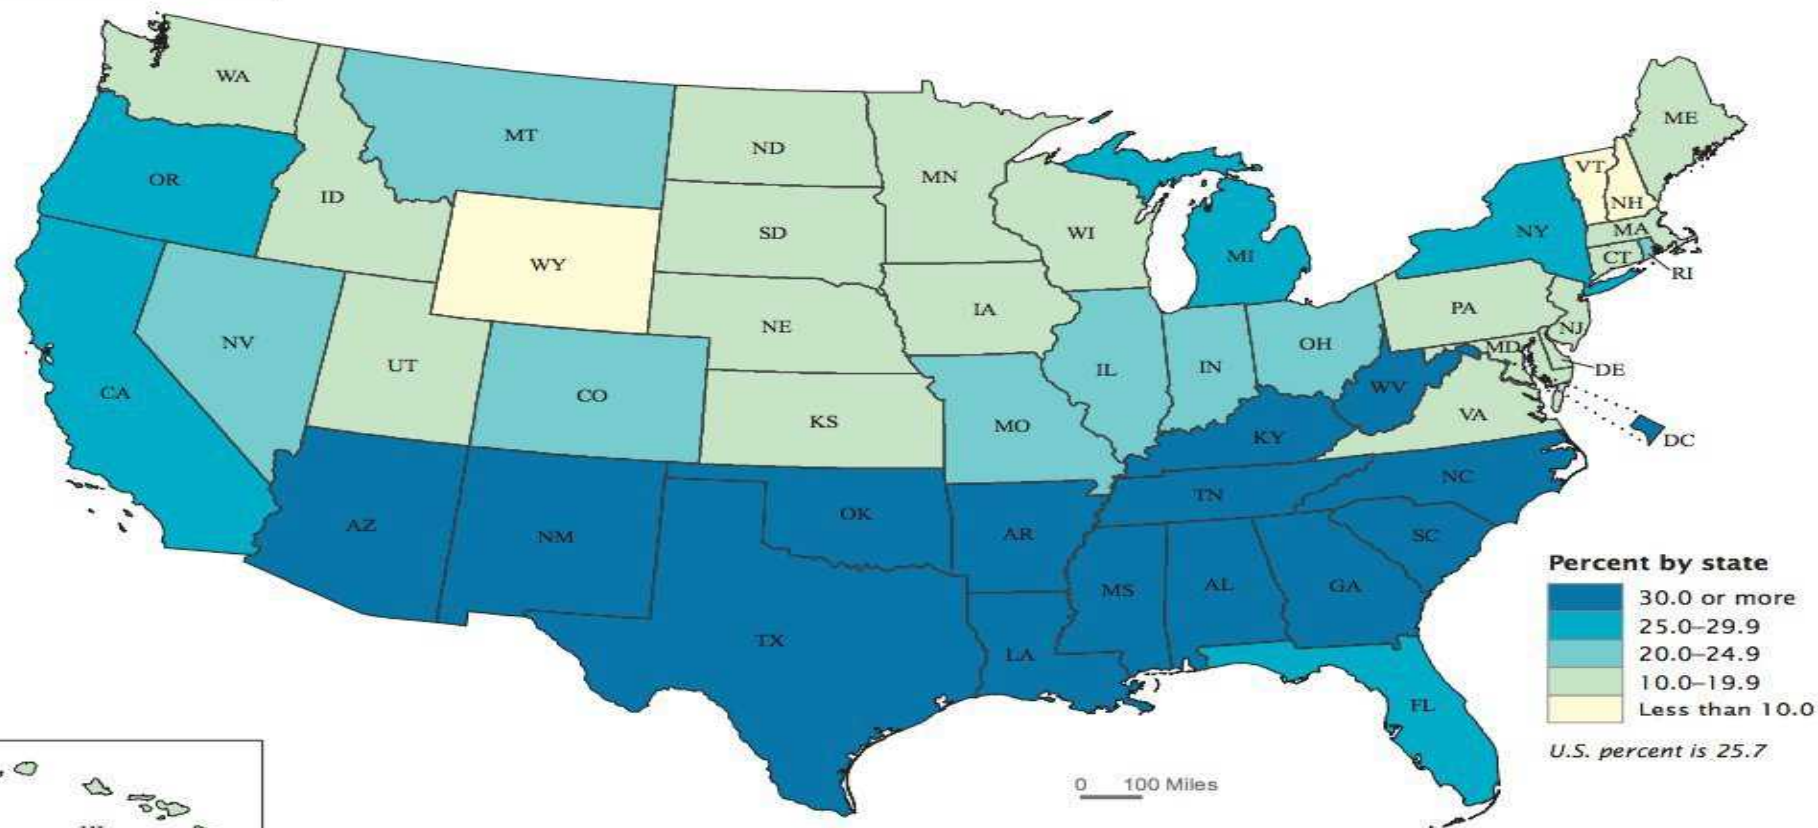 WA
MT
ND
MN
ME
OR
ID
SD
WI
VT
NH
WY
MI
NY
MA
CT
RI
NE
IA
PA
NV
UT
CO
IL
IN
OH
NJ
MD
DE
CA
KS
MO
WV
VA
KY
DC
AZ
NM
OK
AR
TN
NC
SC
MS
AL
GA
TX
LA
FL
Percent by state
30.0 or more
25.0–29.9
20.0–24.9
10.0–19.9
Less than 10.0
U.S. percent is 25.7
0 100 Miles